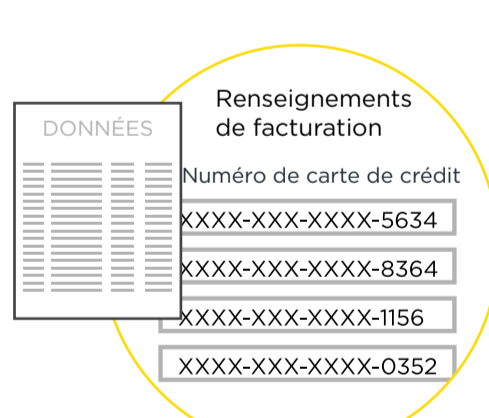 DONNÉES
Renseignements
de facturation
Numéro de carte de crédit
XXXX-XXX-XXXX-5634
XXXX-XXX-XXXX-8364
XXXX-XXX-XXXX-1156
XXXX-XXX-XXXX-0352